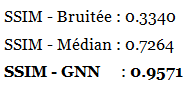 SSIM - Bruitée : 0.3340
SSIM - Médian : 0.7264
SSIM - GNN : 0.9571